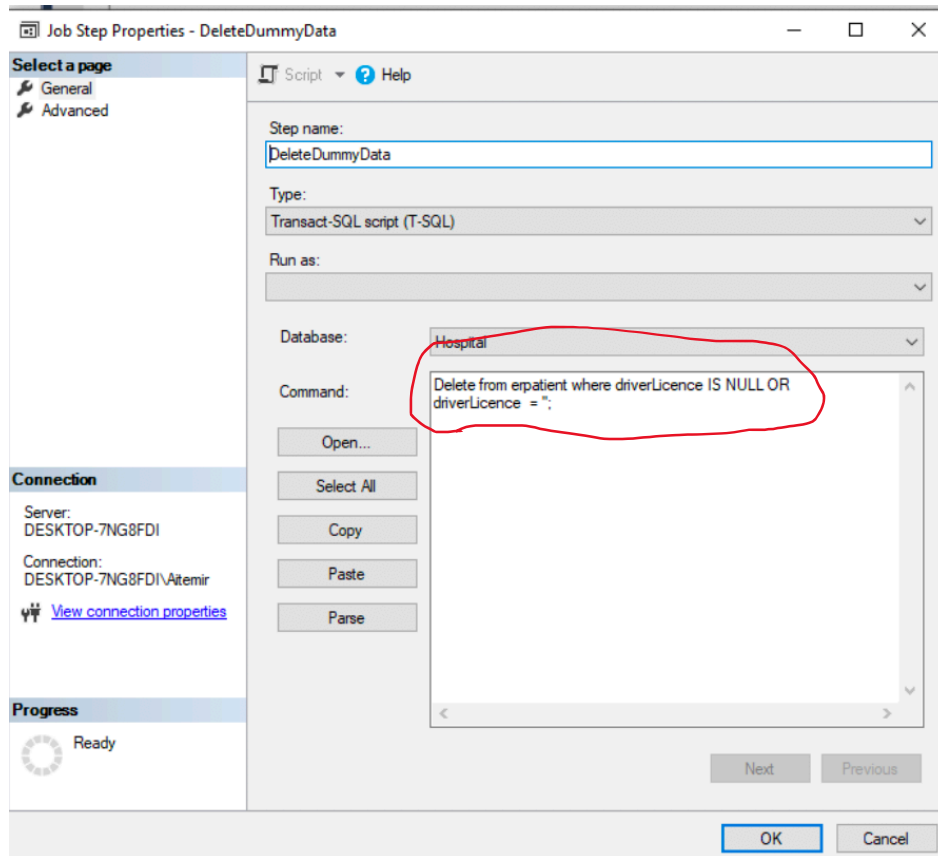 Job Step Properties - DeleteDummyData
Select a page
General
Advanced
Script
Help
Step name:
DeleteDummyData
Type:
Transact-SQL script (T-SQL)
Run as:
Database:
Hospital
Command:
Delete from erpatient where driverLicence IS NULL OR
driverLicence = '';
Open...
Select All
Copy
Paste
Parse
Connection
Server:
DESKTOP-7NG8FDI
Connection:
DESKTOP-7NG8FDI\Aitemir
View connection properties
Progress
Ready
Next
Previous
OK
Cancel